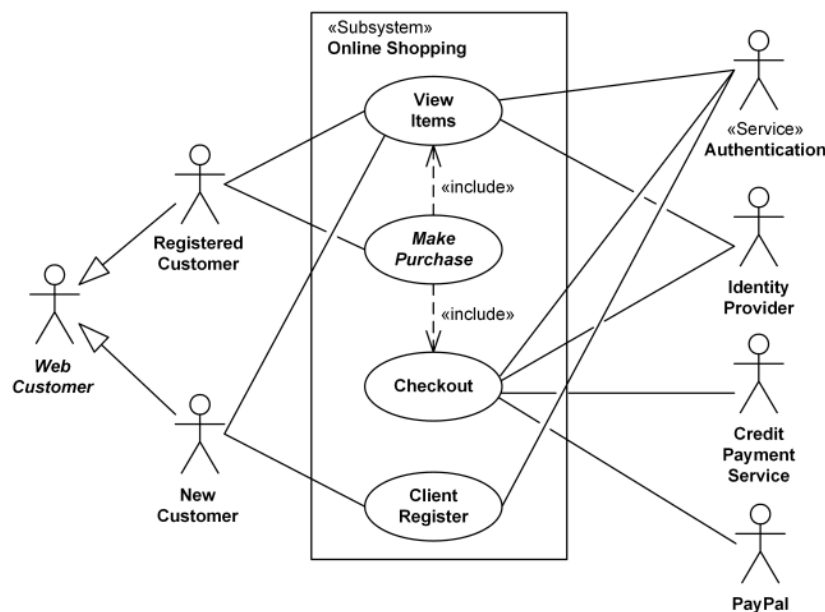 «Subsystem»
Online Shopping
View
Items
«Service»
Authentication
«include»
Registered
Customer
Make
Purchase
Identity
Provider
«include»
Web
Customer
Checkout
Credit
Payment
Service
New
Customer
Client
Register
PayPal